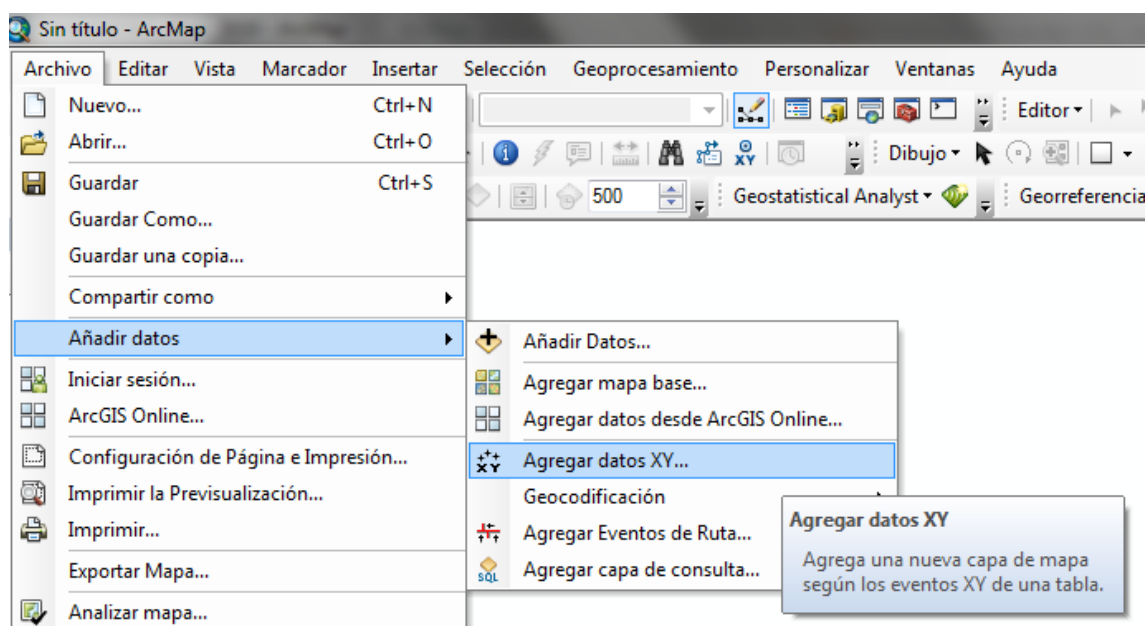 Sin título - ArcMap
Archivo Editar Vista Marcador Insertar Selección Geoprocesamiento Personalizar Ventanas Ayuda
Nuevo... Ctrl+N
Editor
Abrir... Ctrl+O
XY
Dibujo
Guardar Ctrl+S
500
Geostatistical Analyst
Georreferencia
Guardar Como...
Guardar una copia...
Compartir como
Añadir datos
Iniciar sesión...
ArcGIS Online...
Configuración de Página e Impresión...
Imprimir la Previsualización...
Imprimir...
Exportar Mapa...
Analizar mapa...
Añadir Datos...
Agregar mapa base...
Agregar datos desde ArcGIS Online...
XY Agregar datos XY...
Geocodificación
Agregar Eventos de Ruta...
SQL Agregar capa de consulta...
Agregar datos XY
Agrega una nueva capa de mapa
según los eventos XY de una tabla.